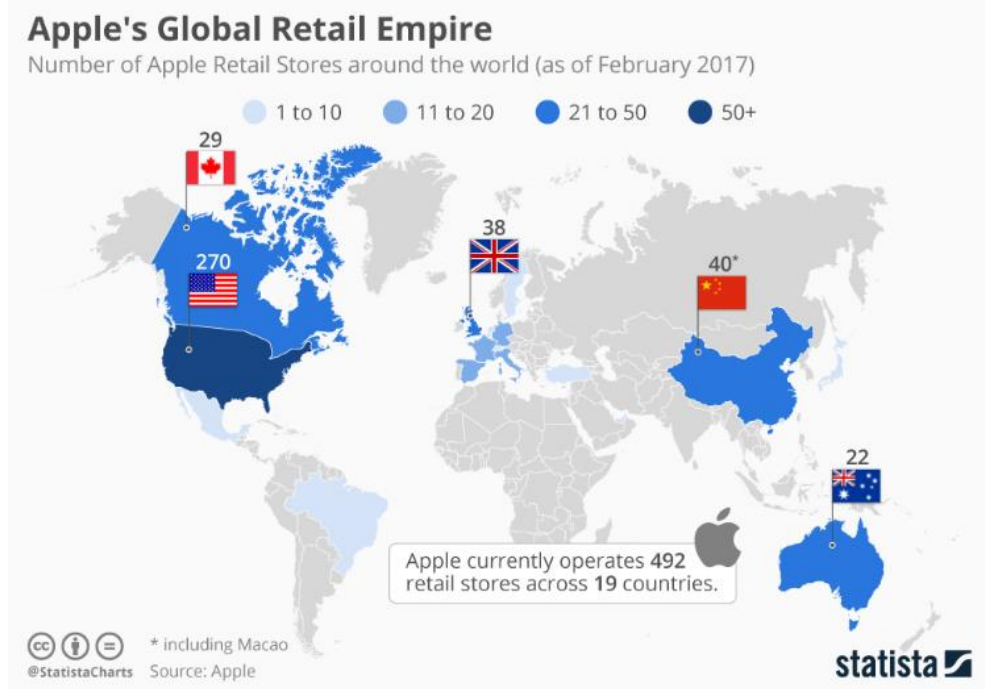 Apple's Global Retail Empire
Number of Apple Retail Stores around the world (as of February 2017)
1 to 10
11 to 20
21 to 50
50+
29
270
38
40*
22
Apple currently operates 492
retail stores across 19 countries.
cc
* including Macao
@StatistaCharts Source: Apple
statista